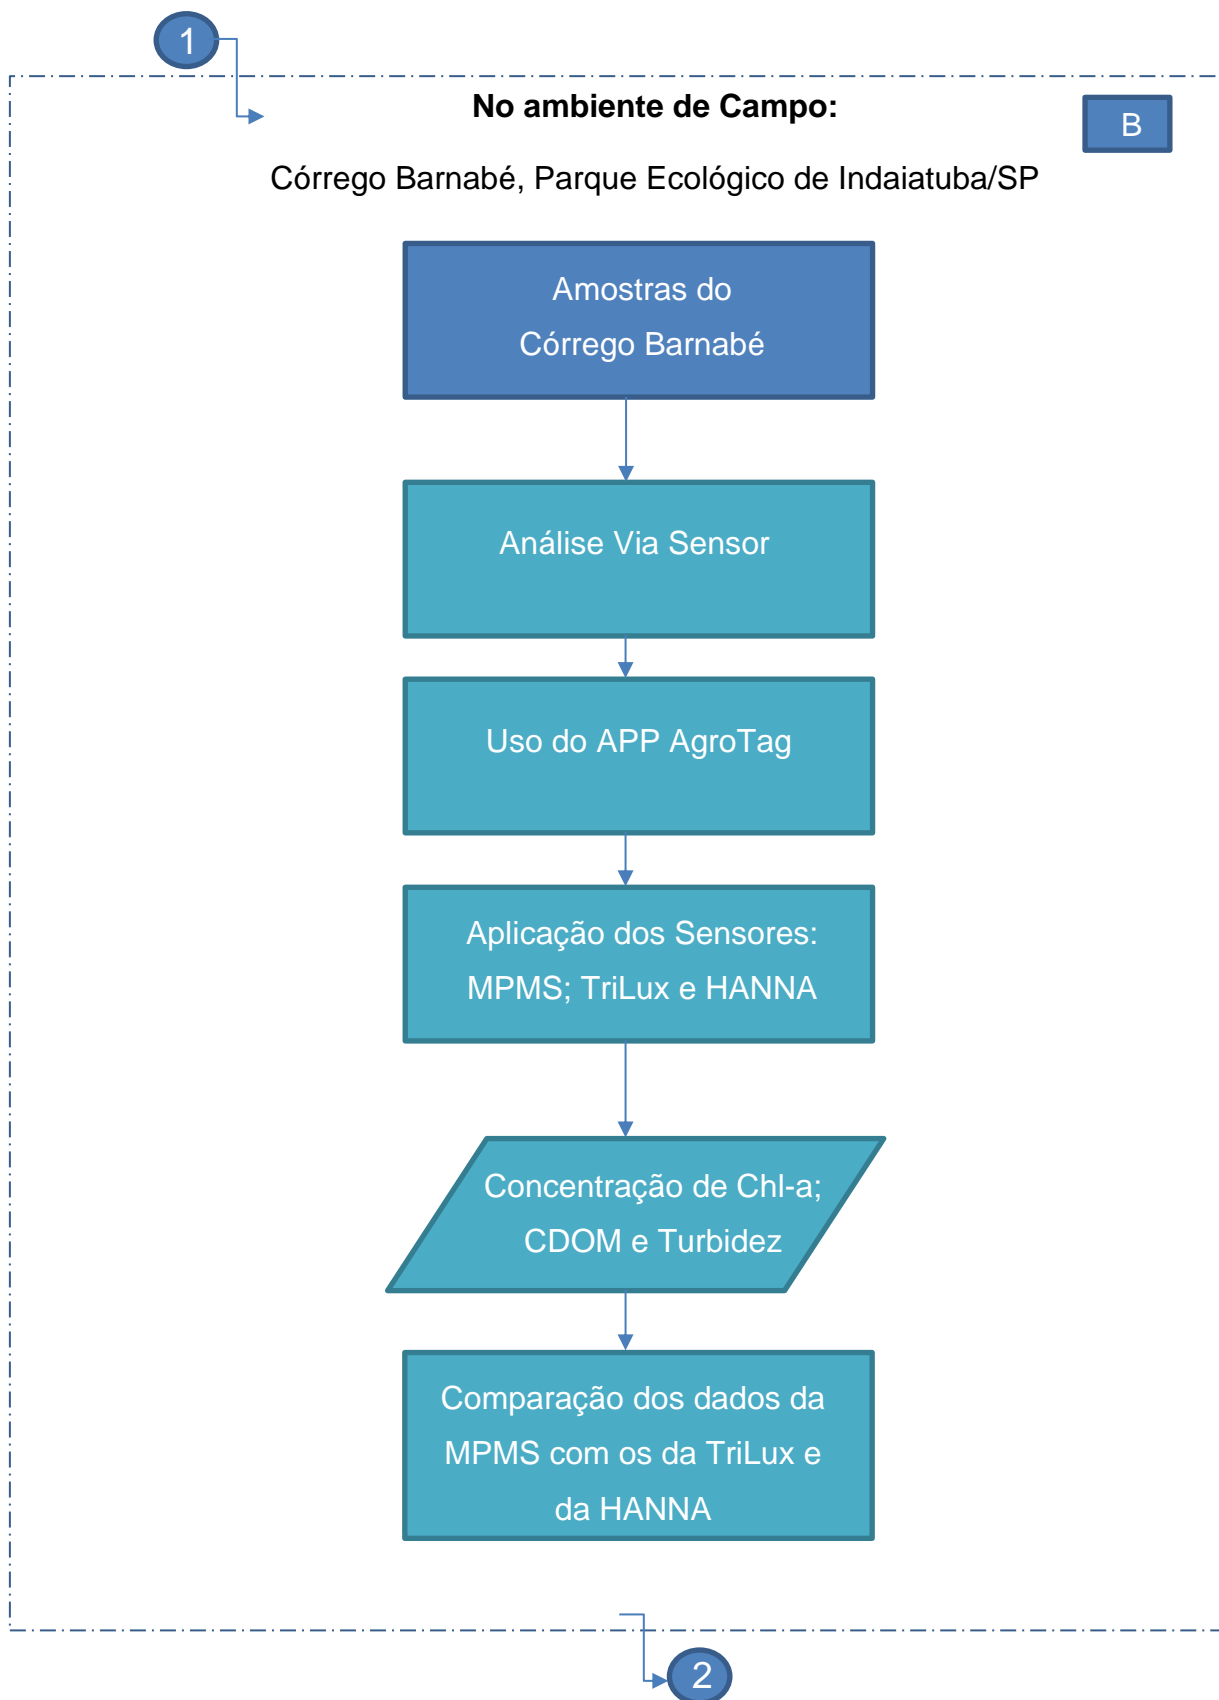 1
No ambiente de Campo:
B
Córrego Barnabé, Parque Ecológico de Indaiatuba/SP
Amostras do
Córrego Barnabé
Análise Via Sensor
Uso do APP AgroTag
Aplicação dos Sensores:
MPMS; TriLux e HANNA
Concentração de Chl-a;
CDOM e Turbidez
Comparação dos dados da
MPMS com os da TriLux e
da HANNA
2